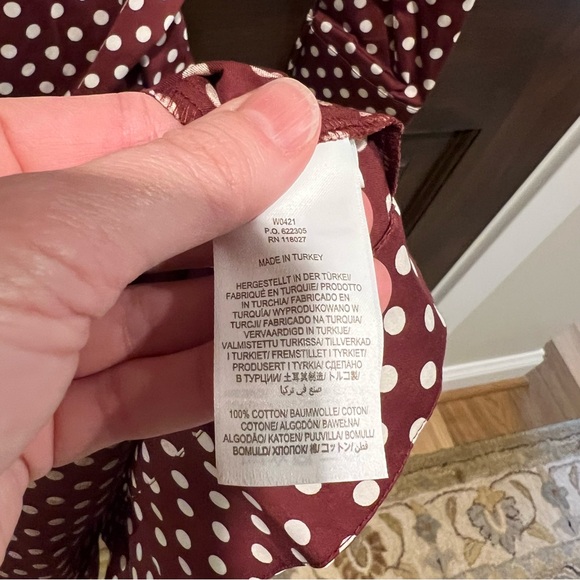 W0421
P.O. 622305
RN 118027
MADE IN TURKEY
HERGESTELLT IN DER TÜRKEI/
FABRIQUÉ EN TURQUIE/ PRODOTTO
IN TURCHIA/ FABRICADO EN
TURQUÍA/ WYPRODUKOWANO W
TURCJI/ FABRICADO NA TURQUIA/
VERVAARDIGD IN TURKIJE/
VALMISTETTU TURKISSA/ TILLVERKAD
I TURKIET/ FREMSTILLET I TYRKIET/
PRODUSERT I TYRKIA/ СДЕЛАНО
В ТУРЦИИ/ 土耳其制造/ トルコ製/
صنع في تركيا
100% COTTON/ BAUMWOLLE/ COTON/
COTONE/ ALGODÓN/ BAWEŁNA/
ALGODÃO/ KATOEN/ PUUVILLA/ BOMULL/
BOMULD/ ХЛОПОК/ 棉/ コットン/ قطن